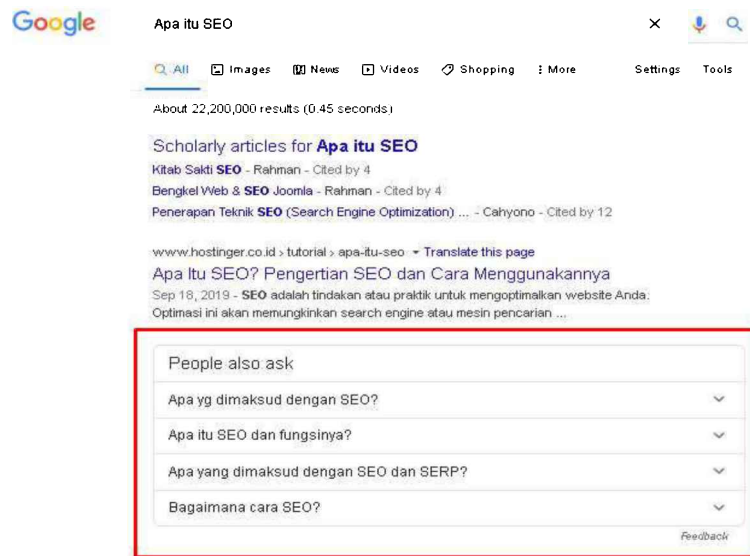 Google
Apa itu SEO
All Images News Videos Shopping More Settings Tools
About 22,200,000 results (0.45 seconds)
Scholarly articles for Apa itu SEO
Kitab Sakti SEO - Rahman - Cited by 4
Bengkel Web & SEO Joomla - Rahman - Cited by 4
Penerapan Teknik SEO (Search Engine Optimization) ... - Cahyono - Cited by 12
www.hostinger.co.id › tutorial › apa-itu-seo Translate this page
Apa Itu SEO? Pengertian SEO dan Cara Menggunakannya
Sep 18, 2019 - SEO adalah tindakan atau praktik untuk mengoptimalkan website Anda.
Optimasi ini akan memungkinkan search engine atau mesin pencarian ...
People also ask
Apa yg dimaksud dengan SEO?
Apa itu SEO dan fungsinya?
Apa yang dimaksud dengan SEO dan SERP?
Bagaimana cara SEO?
Feedback